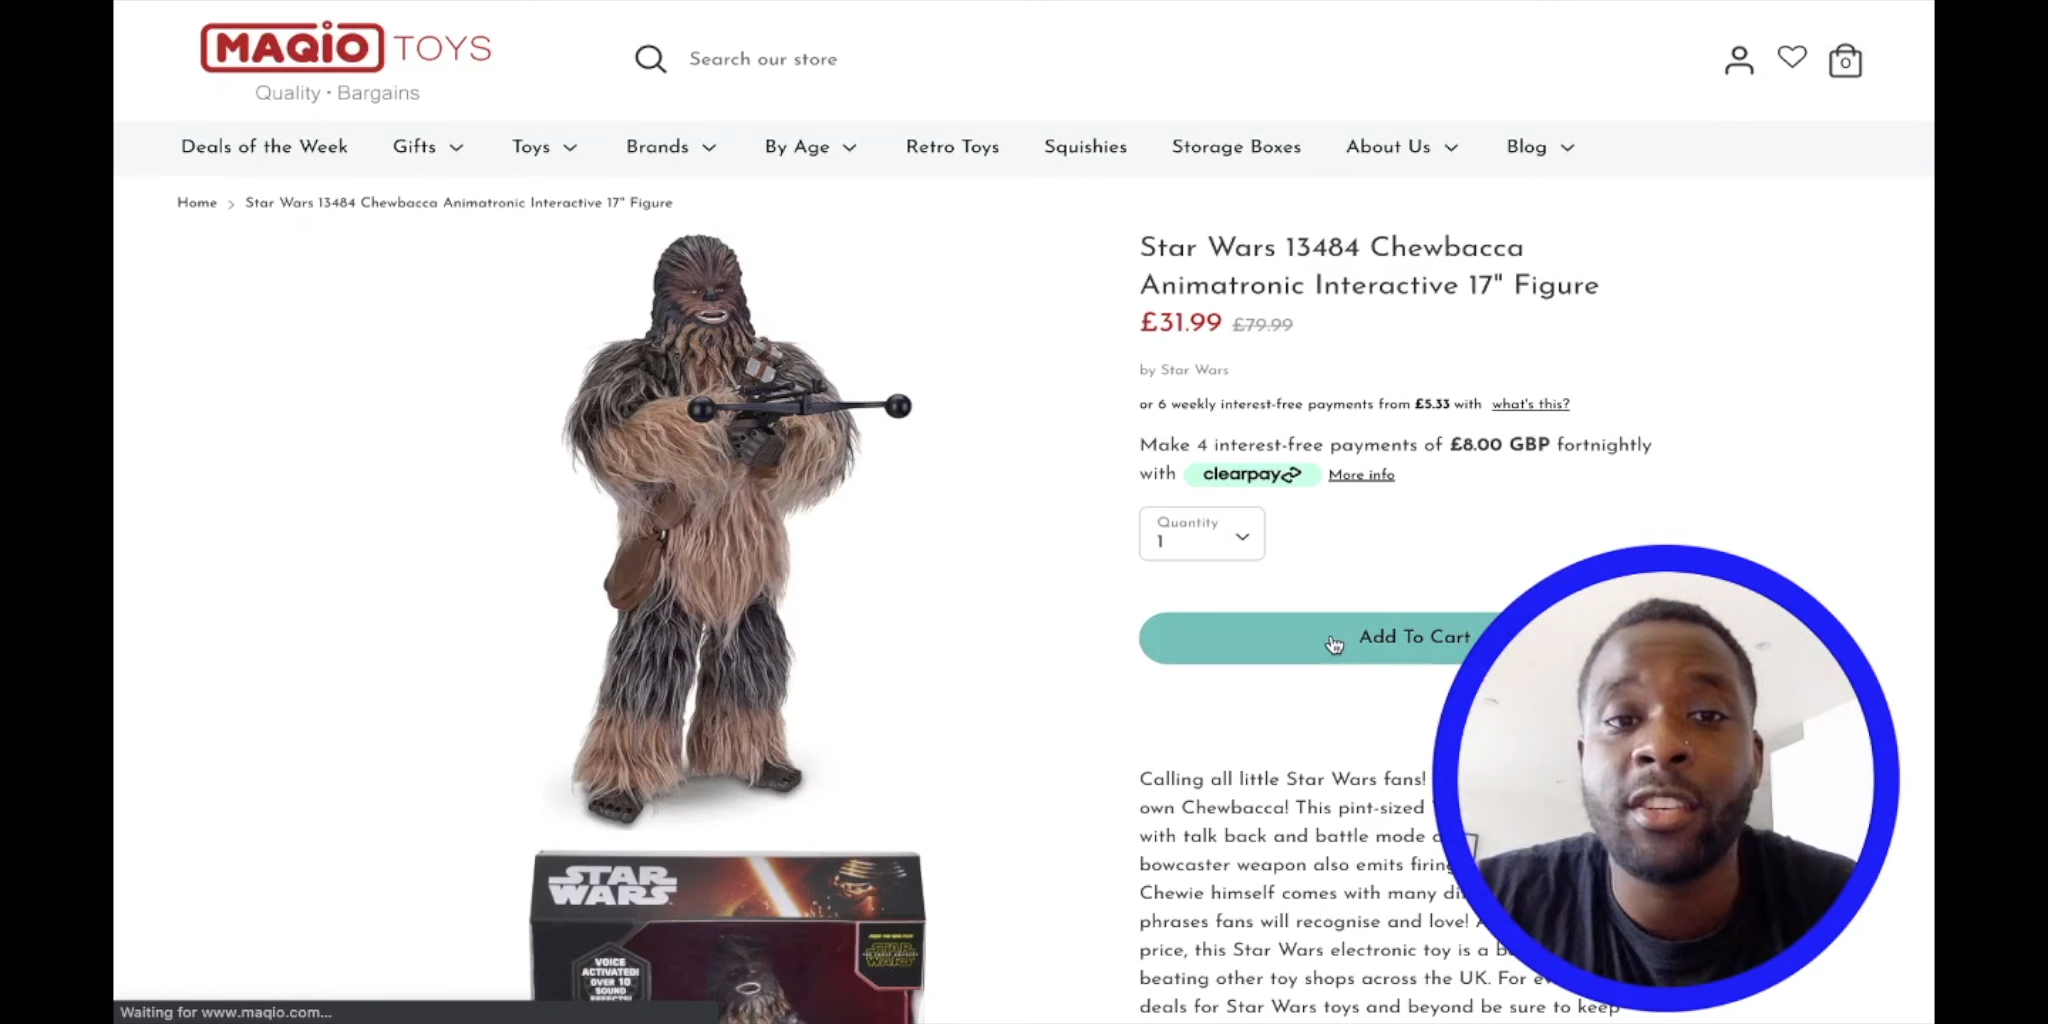 MAQIO TOYS
Quality · Bargains
Search our store
0
Deals of the Week Gifts Toys Brands By Age Retro Toys Squishies Storage Boxes About Us Blog
Home > Star Wars 13484 Chewbacca Animatronic Interactive 17" Figure
Star Wars 13484 Chewbacca
Animatronic Interactive 17" Figure
£31.99 £79.99
by Star Wars
or 6 weekly interest-free payments from £5.33 with what's this?
Make 4 interest-free payments of £8.00 GBP fortnightly
with clearpay More info
Quantity
1
Add To Cart
Calling all little Star Wars fans!
own Chewbacca! This pint-sized
with talk back and battle mode
bowcaster weapon also emits firing
Chewie himself comes with many
phrases fans will recognise and love!
price, this Star Wars electronic toy is a
beating other toy shops across the UK. For
deals for Star Wars toys and beyond be sure to keep
STAR
WARS
STAR
WARS
VOICE
ACTIVATED!
OVER 10
SOUND
EFFECTS!
Waiting for www.maqio.com...